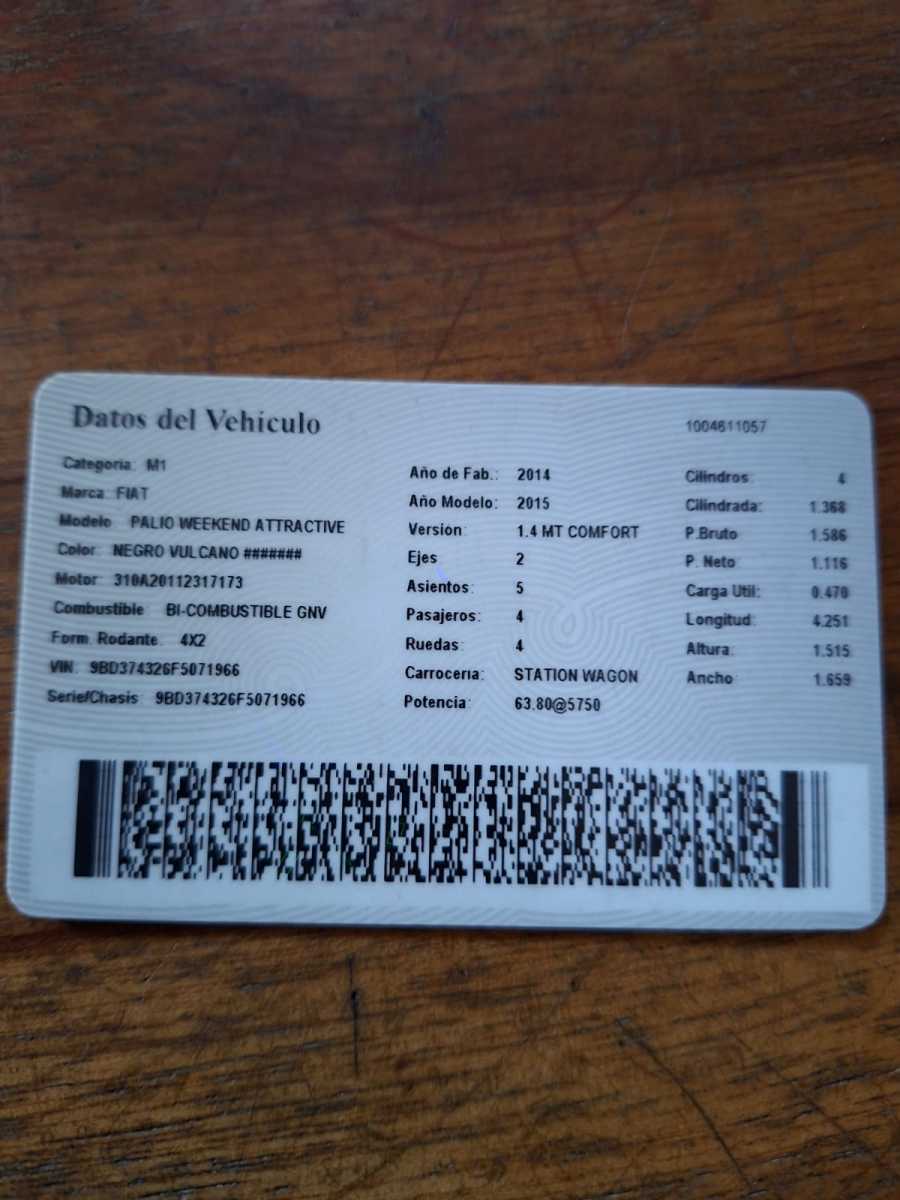 Datos del Vehículo
1004611057
Categoria: M1
Marca: FIAT
Modelo PALIO WEEKEND ATTRACTIVE
Color: NEGRO VULCANO #######
Motor: 310A20112317173
Combustible BI-COMBUSTIBLE GNV
Form. Rodante. 4X2
VIN: 9BD374326F5071966
Serie/Chasis: 9BD374326F5071966
Año de Fab.: 2014
Año Modelo: 2015
Version: 1.4 MT COMFORT
Ejes 2
Asientos: 5
Pasajeros: 4
Ruedas: 4
Carroceria: STATION WAGON
Potencia: 63.80@5750
Cilindros: 4
Cilindrada: 1.368
P.Bruto 1.586
P. Neto 1.116
Carga Util: 0.470
Longitud: 4.251
Altura: 1.515
Ancho 1.659